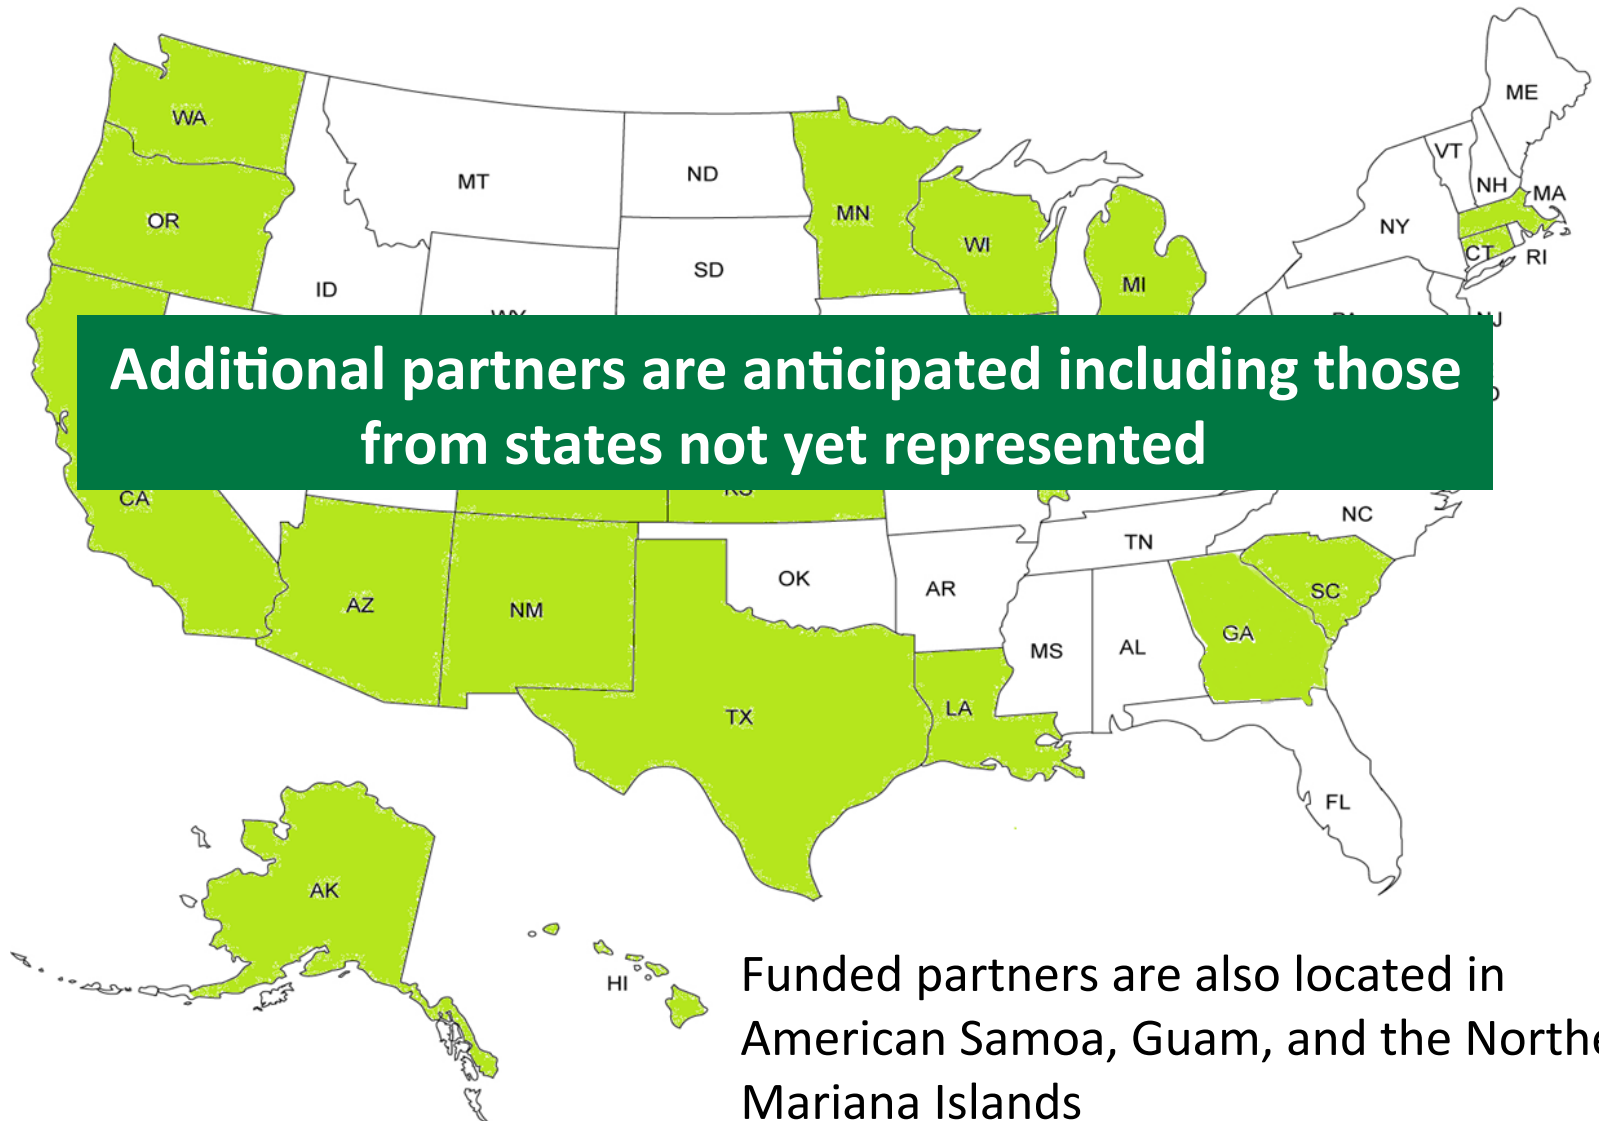 ME
WA
VT
MT
ND
NH
MA
OR
MN
NY
WI
CT
RI
SD
MI
ID
Additional partners are anticipated including those
from states not yet represented
CA
NC
TN
OK
AR
AZ
NM
SC
GA
MS
AL
TX
LA
FL
AK
HI
Funded partners are also located in
American Samoa, Guam, and the Northe
Mariana Islands